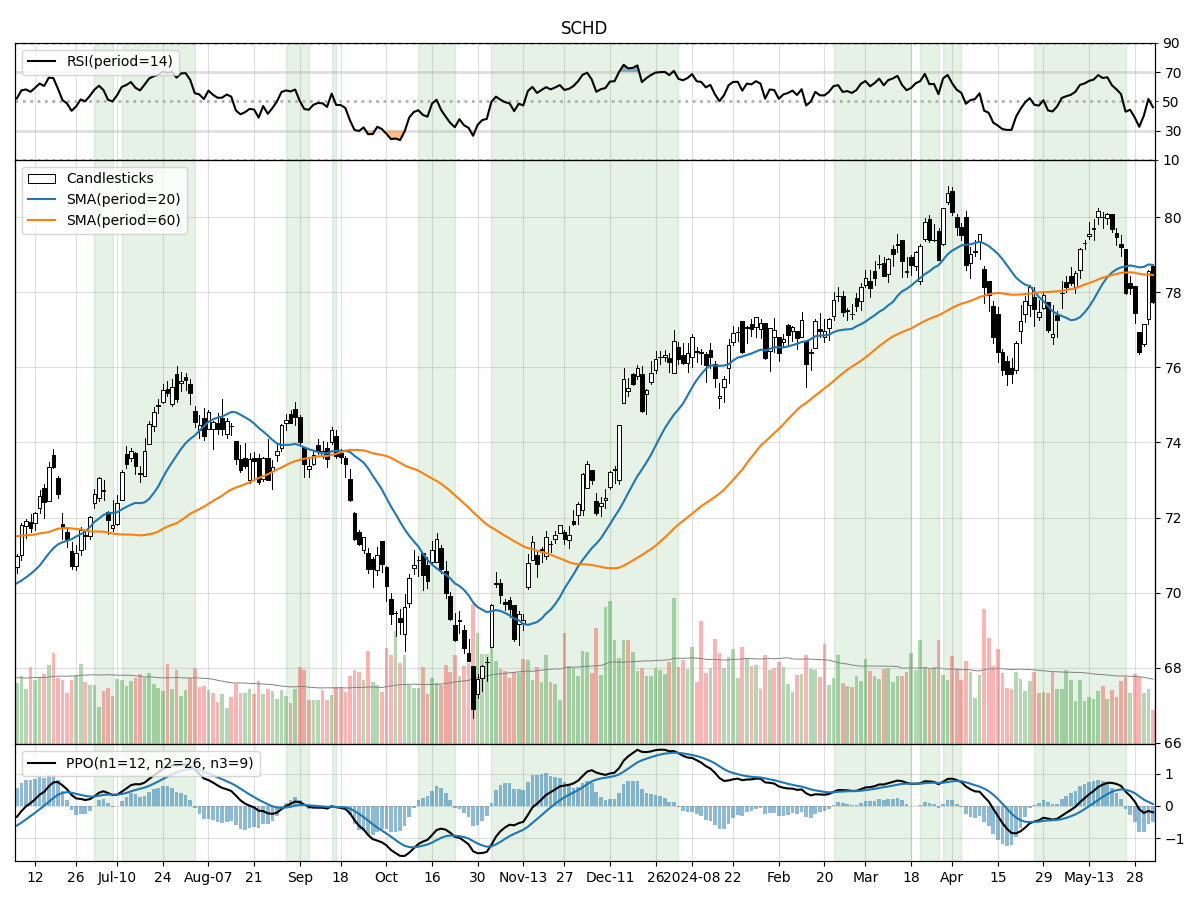 SCHD
RSI(period=14)
90
70
50
30
10
Candlesticks
SMA(period=20)
SMA(period=60)
80
78
76
74
72
70
68
66
PPO(n1=12, n2=26, n3=9)
1
0
−1
12 26 Jul-10 24 Aug-07 21 Sep 18 Oct 16 30 Nov-13 27 Dec-11 26 2024-08 22 Feb 20 Mar 18 Apr 15 29 May-13 28